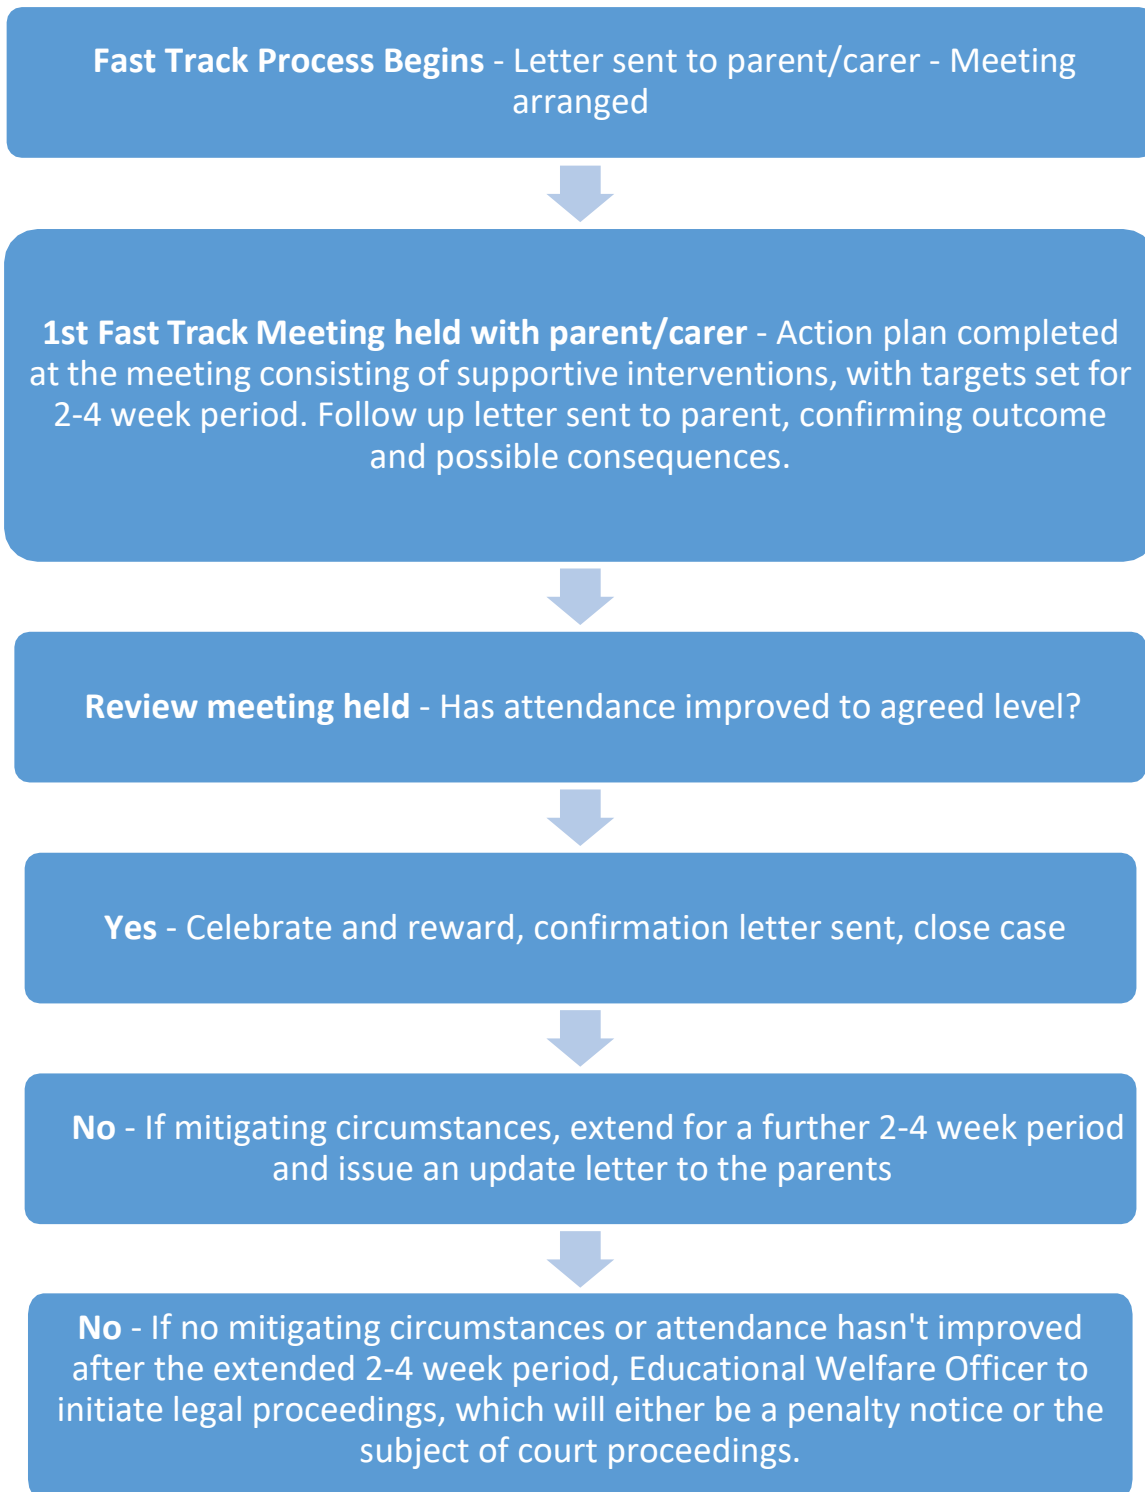 Fast Track Process Begins - Letter sent to parent/carer - Meeting
arranged
1st Fast Track Meeting held with parent/carer - Action plan completed
at the meeting consisting of supportive interventions, with targets set for
2-4 week period. Follow up letter sent to parent, confirming outcome
and possible consequences.
Review meeting held - Has attendance improved to agreed level?
Yes - Celebrate and reward, confirmation letter sent, close case
No - If mitigating circumstances, extend for a further 2-4 week period
and issue an update letter to the parents
No - If no mitigating circumstances or attendance hasn't improved
after the extended 2-4 week period, Educational Welfare Officer to
initiate legal proceedings, which will either be a penalty notice or the
subject of court proceedings.